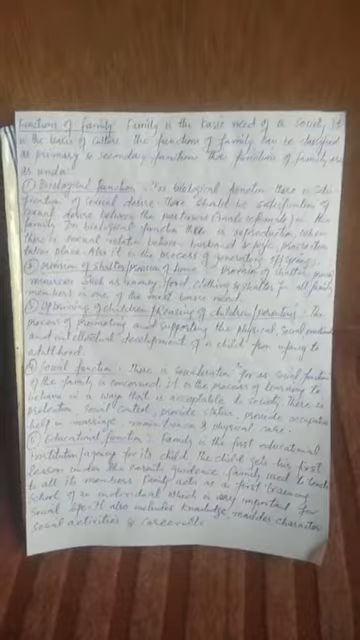 Function of family Family is the basic need of a society. It
is the basic of culture. The functions of family can be classified
as primary & secondary functions. These functions of family are
as under
① Biological function: In biological function there is satis-
faction of sexual desire. There should be satisfaction of
sexual desire between the partners (male & female) in the
family. In biological function there is reproduction, when
there is sexual relation between husband & wife, procreation
takes place. Also it is the process of generating offspring.
② Provision of shelter/provision of home: provision of shelter,
resources such as money, food, clothing & shelter for all family
members is one of the most basic need.
③ Upbringing of children/Rearing of children/parenting: The
process of promoting and supporting the physical, social emotional
and intellectual development of a child from infancy to
adulthood.
④ Social function: There is socialization for as social function
of the family is concerned. It is the process of learning to
behave in a way that is acceptable to society. There is
protection, social control, provide status, provide occupation
help in marriage, maintenance & physical care.
⑤ Educational function: Family is the first educational
institution/agency for its child. The child gets his first
lesson under the parents guidance family used to teach
to all its members. Family acts as a first training
school of an individual which is very important for
social life. It also includes knowledge, character
social activities &